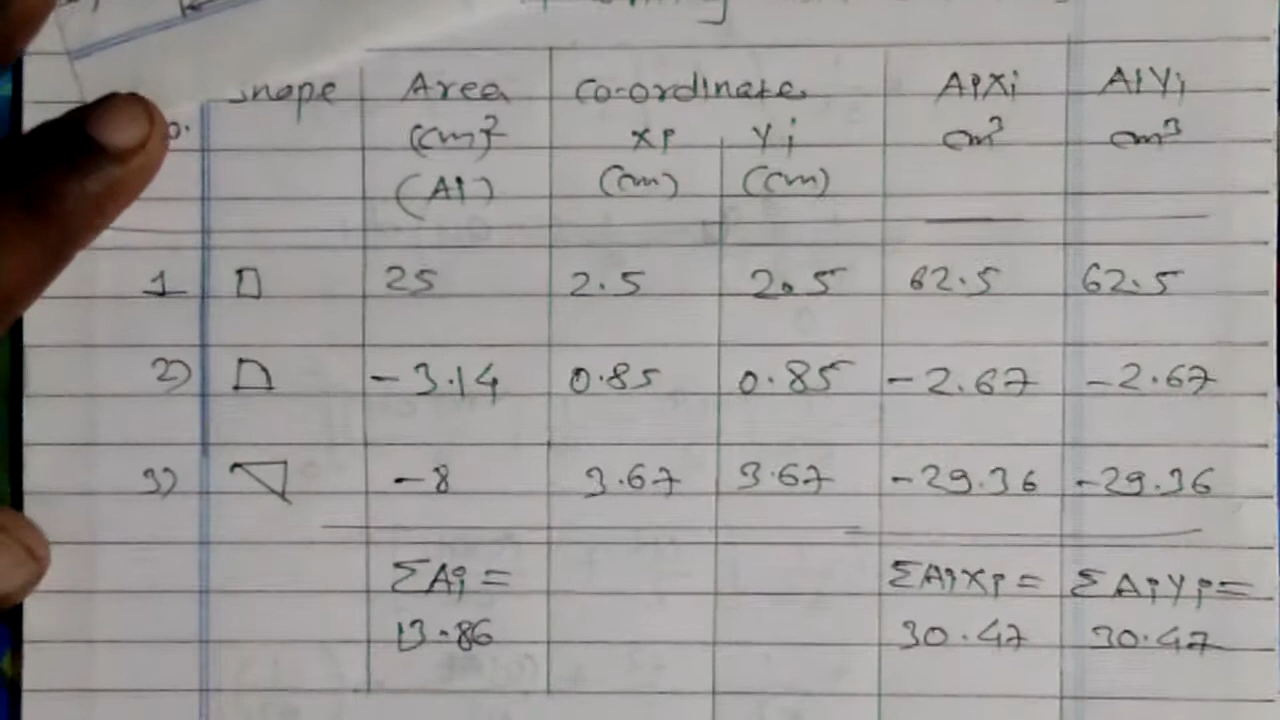 shape Area Co-ordinate AiXi AiYi
(cm)² Xi Yi cm³ cm³
(Ai) (cm) (cm)
1 25 2.5 2.5 62.5 62.5
2) -3.14 0.85 0.85 -2.67 -2.67
3) -8 3.67 3.67 -29.36 -29.36
ΣAi = ΣAiXi = ΣAiYi =
13.86 30.47 30.47